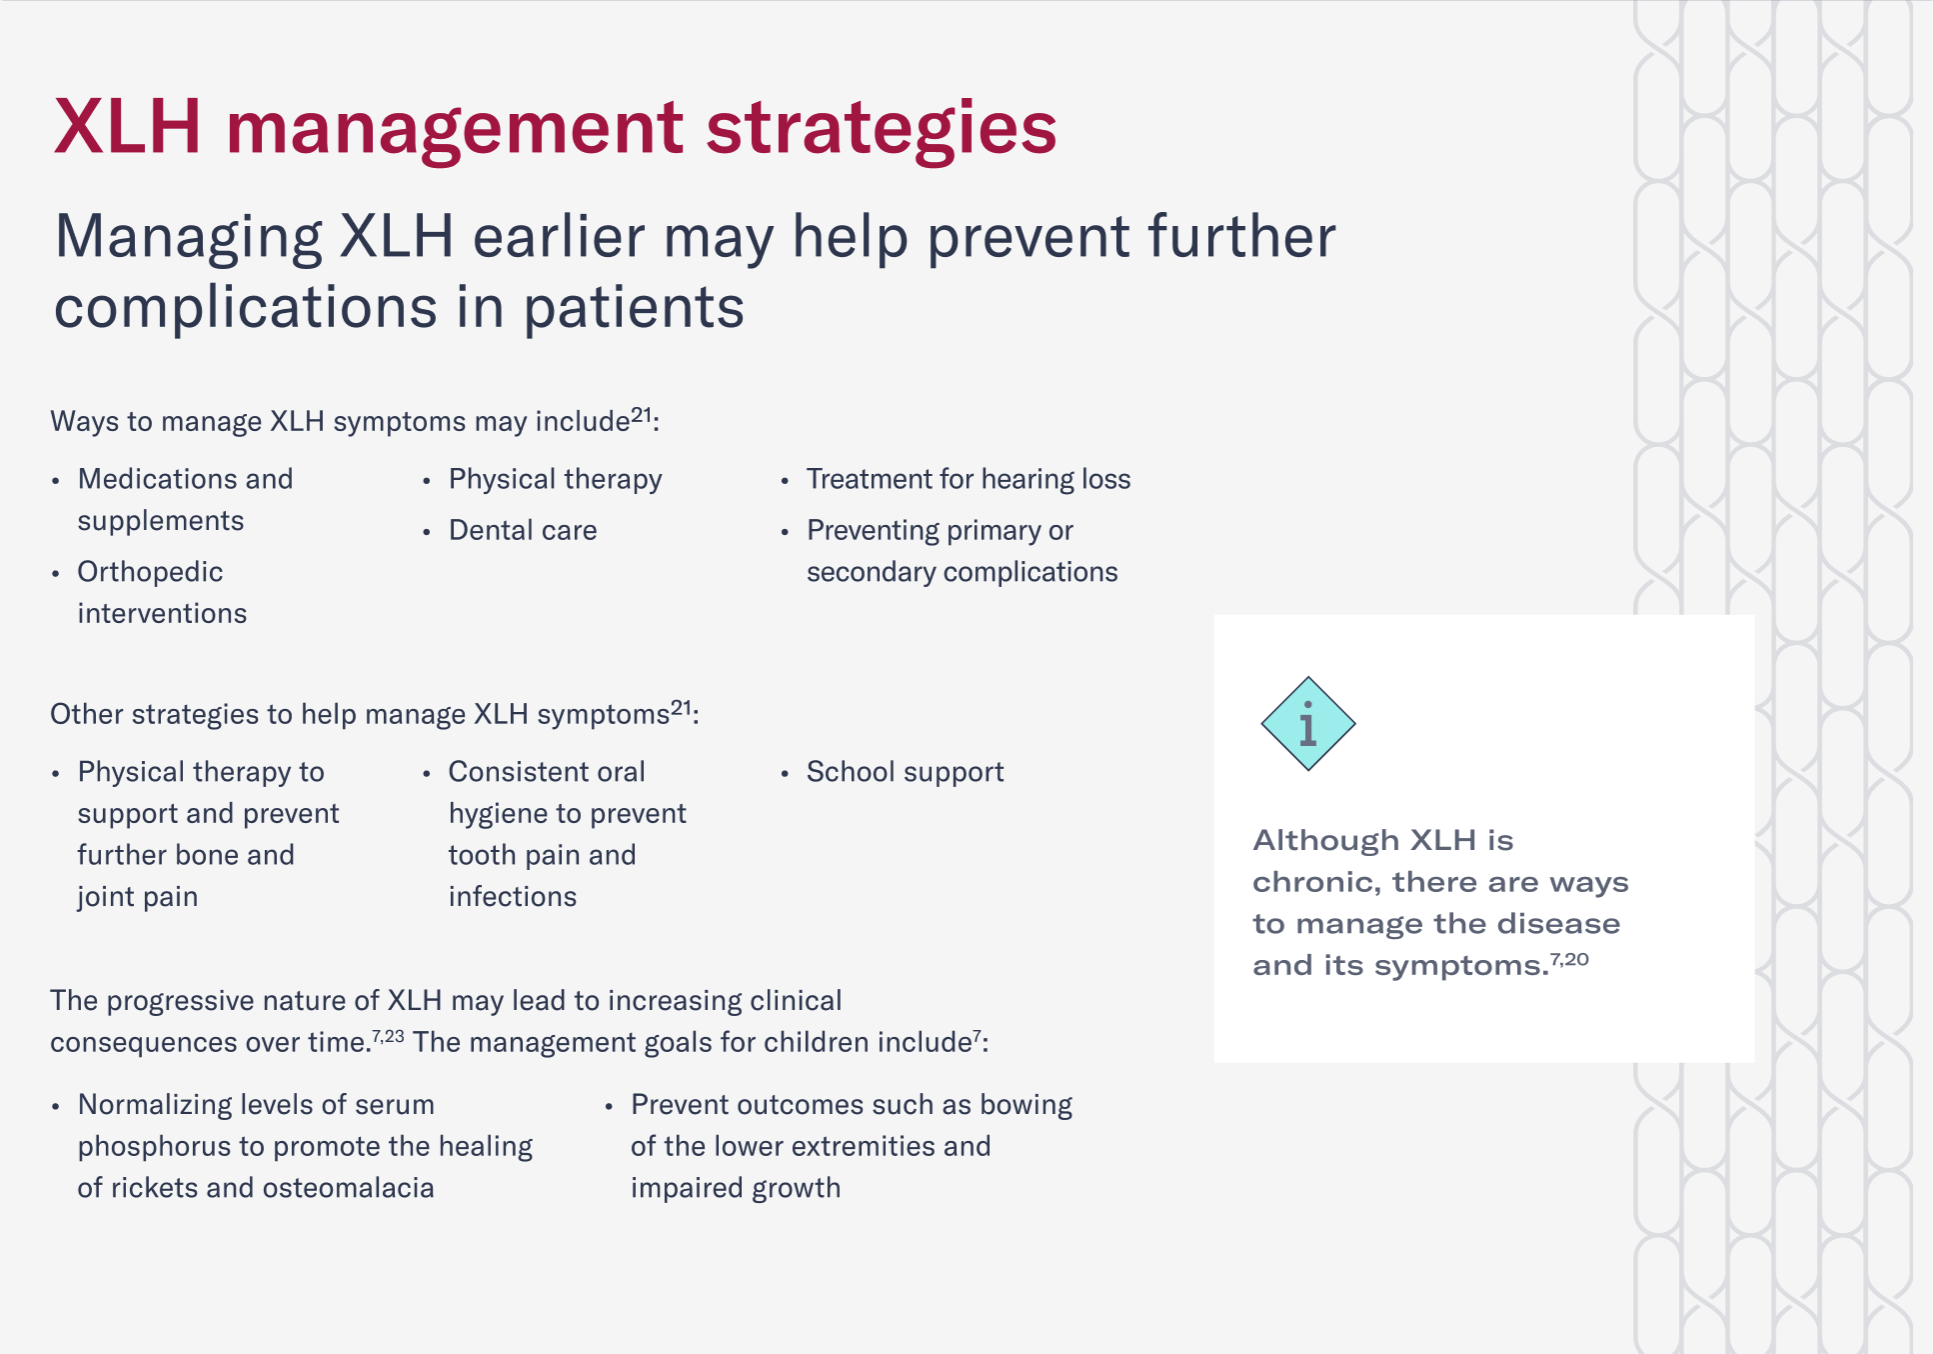 XLH management strategies
Managing XLH earlier may help prevent further
complications in patients
Ways to manage XLH symptoms may include21:
• Medications and
supplements
• Orthopedic
interventions
• Physical therapy
• Dental care
• Treatment for hearing loss
• Preventing primary or
secondary complications
Other strategies to help manage XLH symptoms21:
• Physical therapy to
support and prevent
further bone and
joint pain
• Consistent oral
hygiene to prevent
tooth pain and
infections
• School support
The progressive nature of XLH may lead to increasing clinical
consequences over time.7,23 The management goals for children include7:
• Normalizing levels of serum
phosphorus to promote the healing
of rickets and osteomalacia
• Prevent outcomes such as bowing
of the lower extremities and
impaired growth
i
Although XLH is
chronic, there are ways
to manage the disease
and its symptoms.7,20